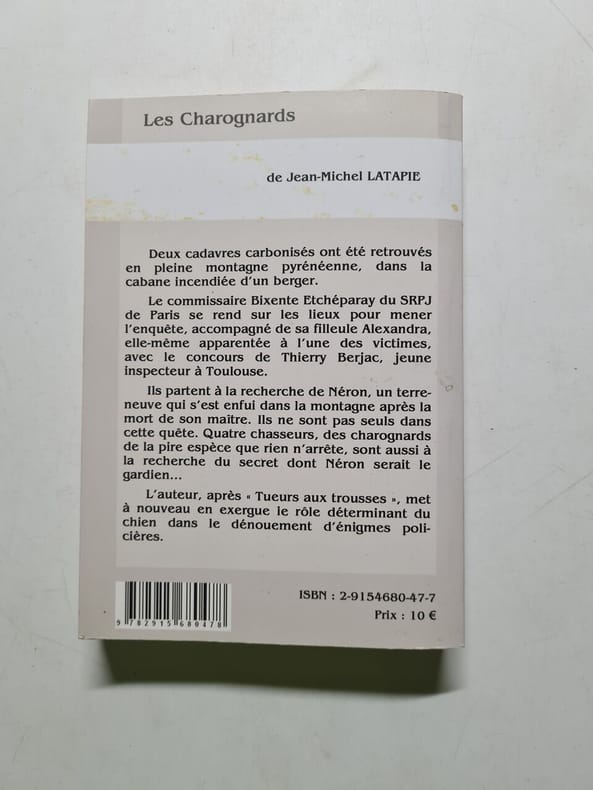 Les Charognards
de Jean-Michel LATAPIE
Deux cadavres carbonisés ont été retrouvés
en pleine montagne pyrénéenne, dans la
cabane incendiée d'un berger.
Le commissaire Bixente Etchéparay du SRPJ
de Paris se rend sur les lieux pour mener
l'enquête, accompagné de sa filleule Alexandra,
elle-même apparentée à l'une des victimes,
avec le concours de Thierry Berjac, jeune
inspecteur à Toulouse.
Ils partent à la recherche de Néron, un terre-
neuve qui s'est enfui dans la montagne après la
mort de son maître. Ils ne sont pas seuls dans
cette quête. Quatre chasseurs, des charognards
de la pire espèce que rien n'arrête, sont aussi à
la recherche du secret dont Néron serait le
gardien...
L'auteur, après « Tueurs aux trousses », met
à nouveau en exergue le rôle déterminant du
chien dans le dénouement d'énigmes poli-
cières.
ISBN : 2-9154680-47-7
Prix : 10 €
9 782915 680478